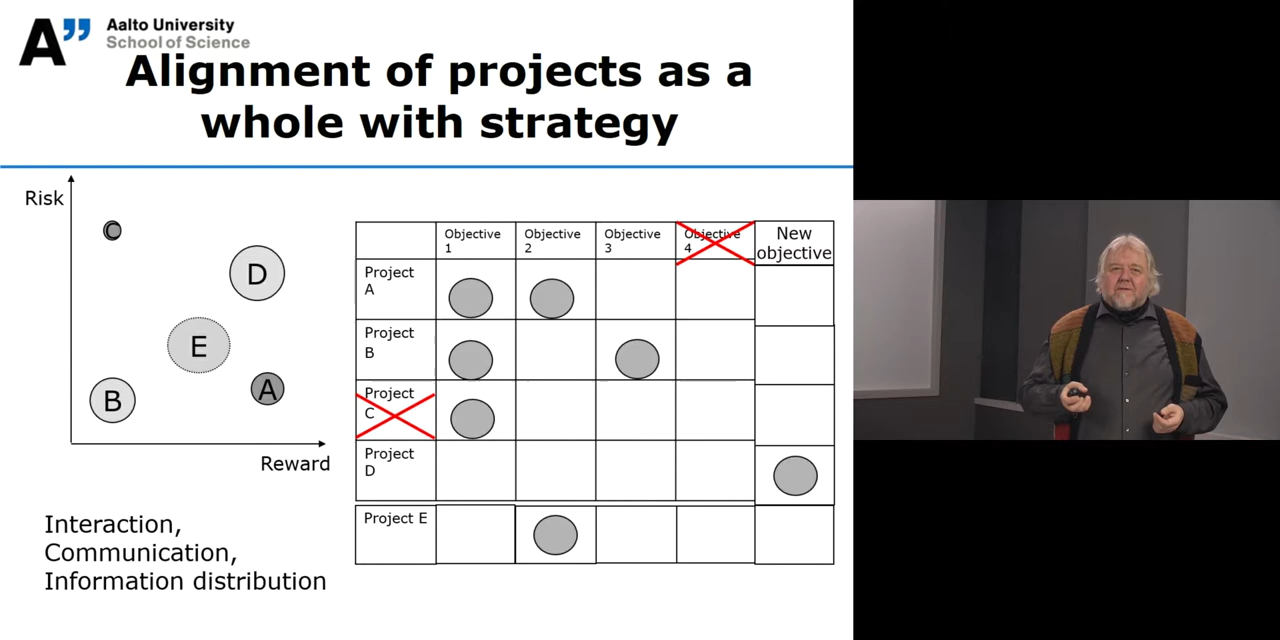 A”
Aalto University
School of Science
Alignment of projects as a
whole with strategy
Risk
C
D
E
B
A
Reward
Objective
1
Objective
2
Objective
3
Objective
4
New
objective
Project
A
Project
B
Project
C
Project
D
Project E
Interaction,
Communication,
Information distribution